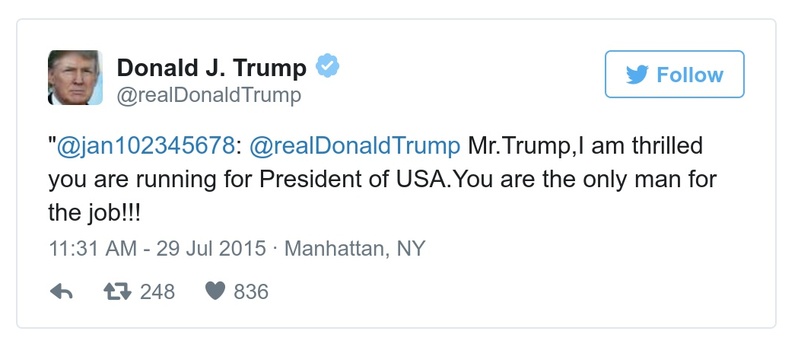 Donald J. Trump
@realDonaldTrump
Follow
"@jan102345678: @realDonaldTrump Mr.Trump,I am thrilled
you are running for President of USA.You are the only man for
the job!!!
11:31 AM - 29 Jul 2015 · Manhattan, NY
248 836